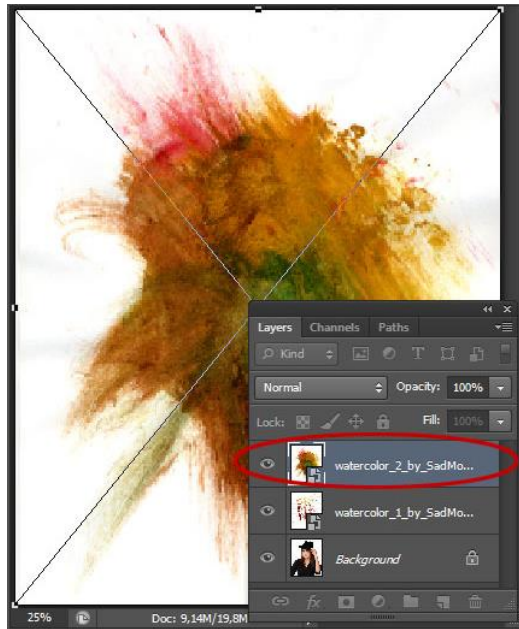 Layers Channels Paths
Kind T
Normal Opacity: 100%
Lock: Fill: 100%
watercolor_2_by_SadMo...
watercolor_1_by_SadMo...
Background
fx
25% Doc: 9,14M/19,8M